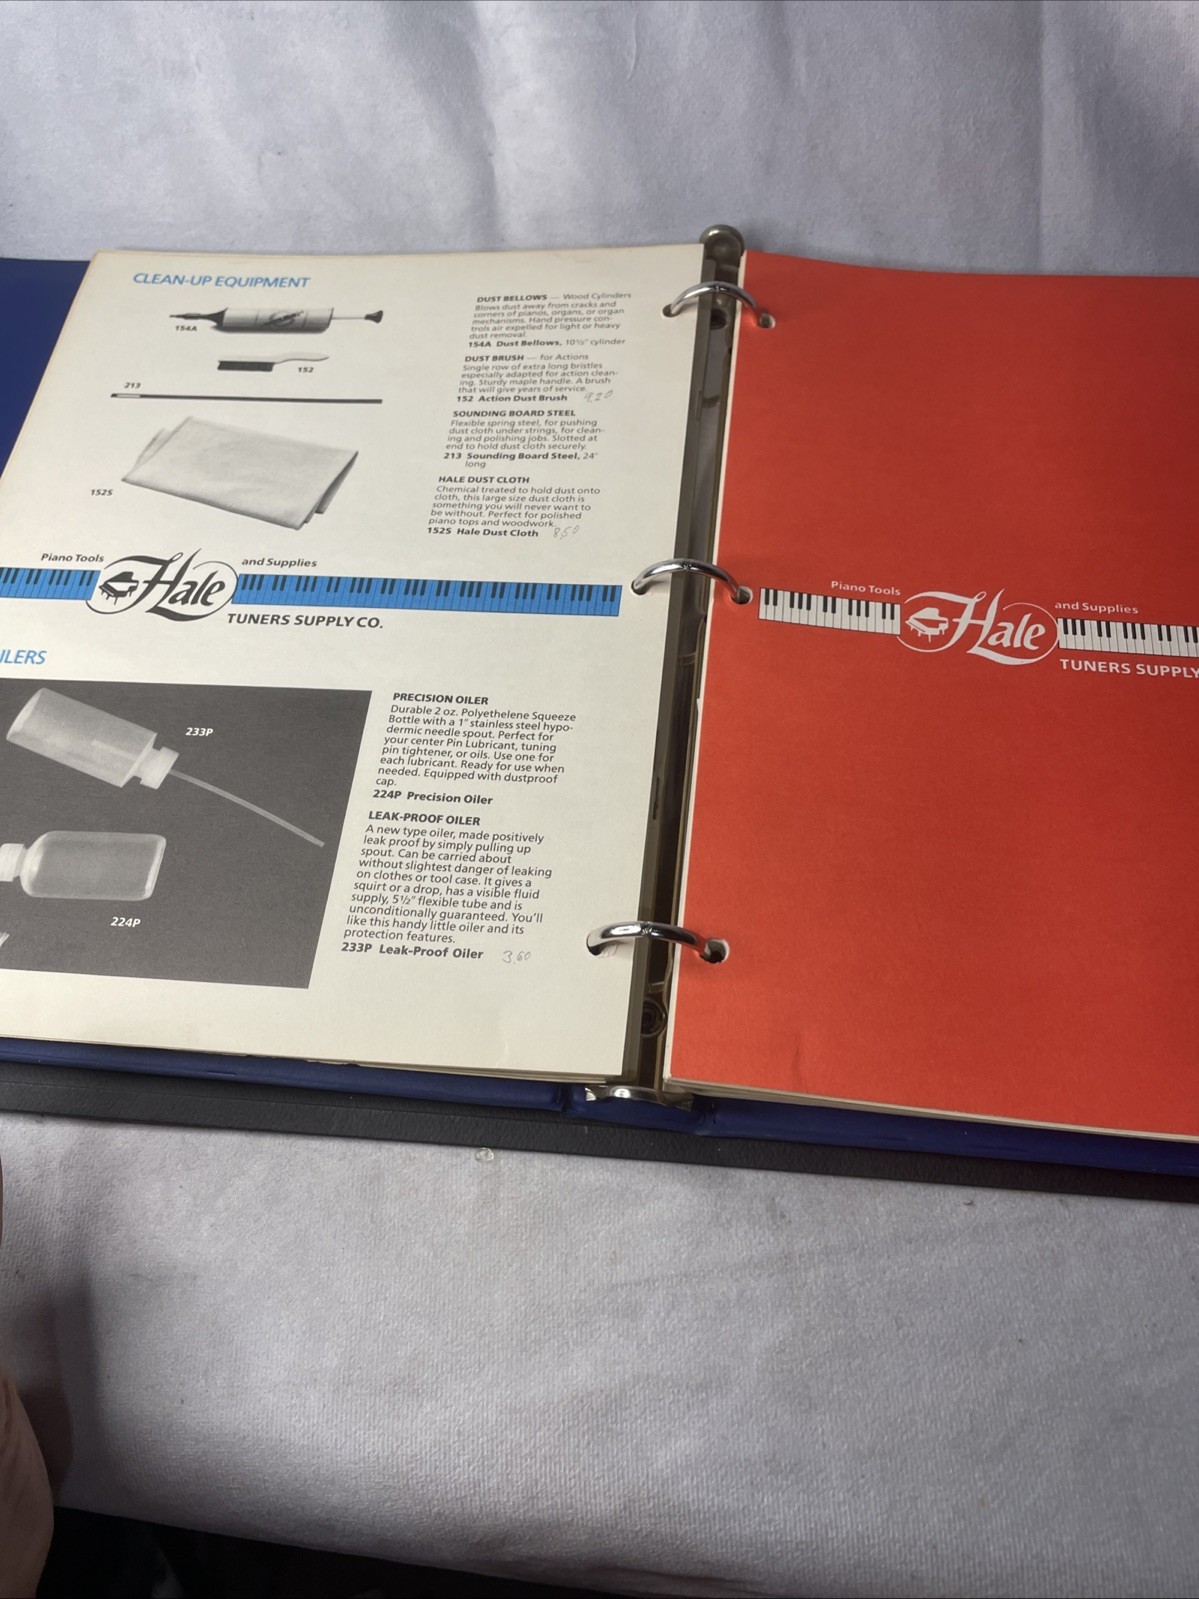 CLEAN-UP EQUIPMENT
154A
152
213
152S
DUST BELLOWS — Wood Cylinders
Blows dust away from cracks and
corners of pianos, organs, or organ
mechanisms. Hand pressure con-
trols air expelled for light or heavy
dust removal.
154A Dust Bellows, 10½" cylinder
DUST BRUSH — for Actions
Single row of extra long bristles
especially adapted for action clean-
ing. Sturdy maple handle. A brush
that will give years of service.
152 Action Dust Brush 9.20
SOUNDING BOARD STEEL
Flexible spring steel, for pushing
dust cloth under strings, for clean-
ing and polishing jobs. Slotted at
end to hold dust cloth securely.
213 Sounding Board Steel, 24"
long
HALE DUST CLOTH
Chemical treated to hold dust onto
cloth, this large size dust cloth is
something you will never want to
be without. Perfect for polished
piano tops and woodwork.
152S Hale Dust Cloth 8.50
Piano Tools Hale and Supplies
TUNERS SUPPLY CO.
ILERS
233P
224P
PRECISION OILER
Durable 2 oz. Polyethelene Squeeze
Bottle with a 1" stainless steel hypo-
dermic needle spout. Perfect for
your center Pin Lubricant, tuning
pin tightener, or oils. Use one for
each lubricant. Ready for use when
needed. Equipped with dustproof
cap.
224P Precision Oiler
LEAK-PROOF OILER
A new type oiler, made positively
leak proof by simply pulling up
spout. Can be carried about
without slightest danger of leaking
on clothes or tool case. It gives a
squirt or a drop, has a visible fluid
supply, 5½" flexible tube and is
unconditionally guaranteed. You'll
like this handy little oiler and its
protection features.
233P Leak-Proof Oiler 3.60
Piano Tools Hale and Supplies
TUNERS SUPPLY